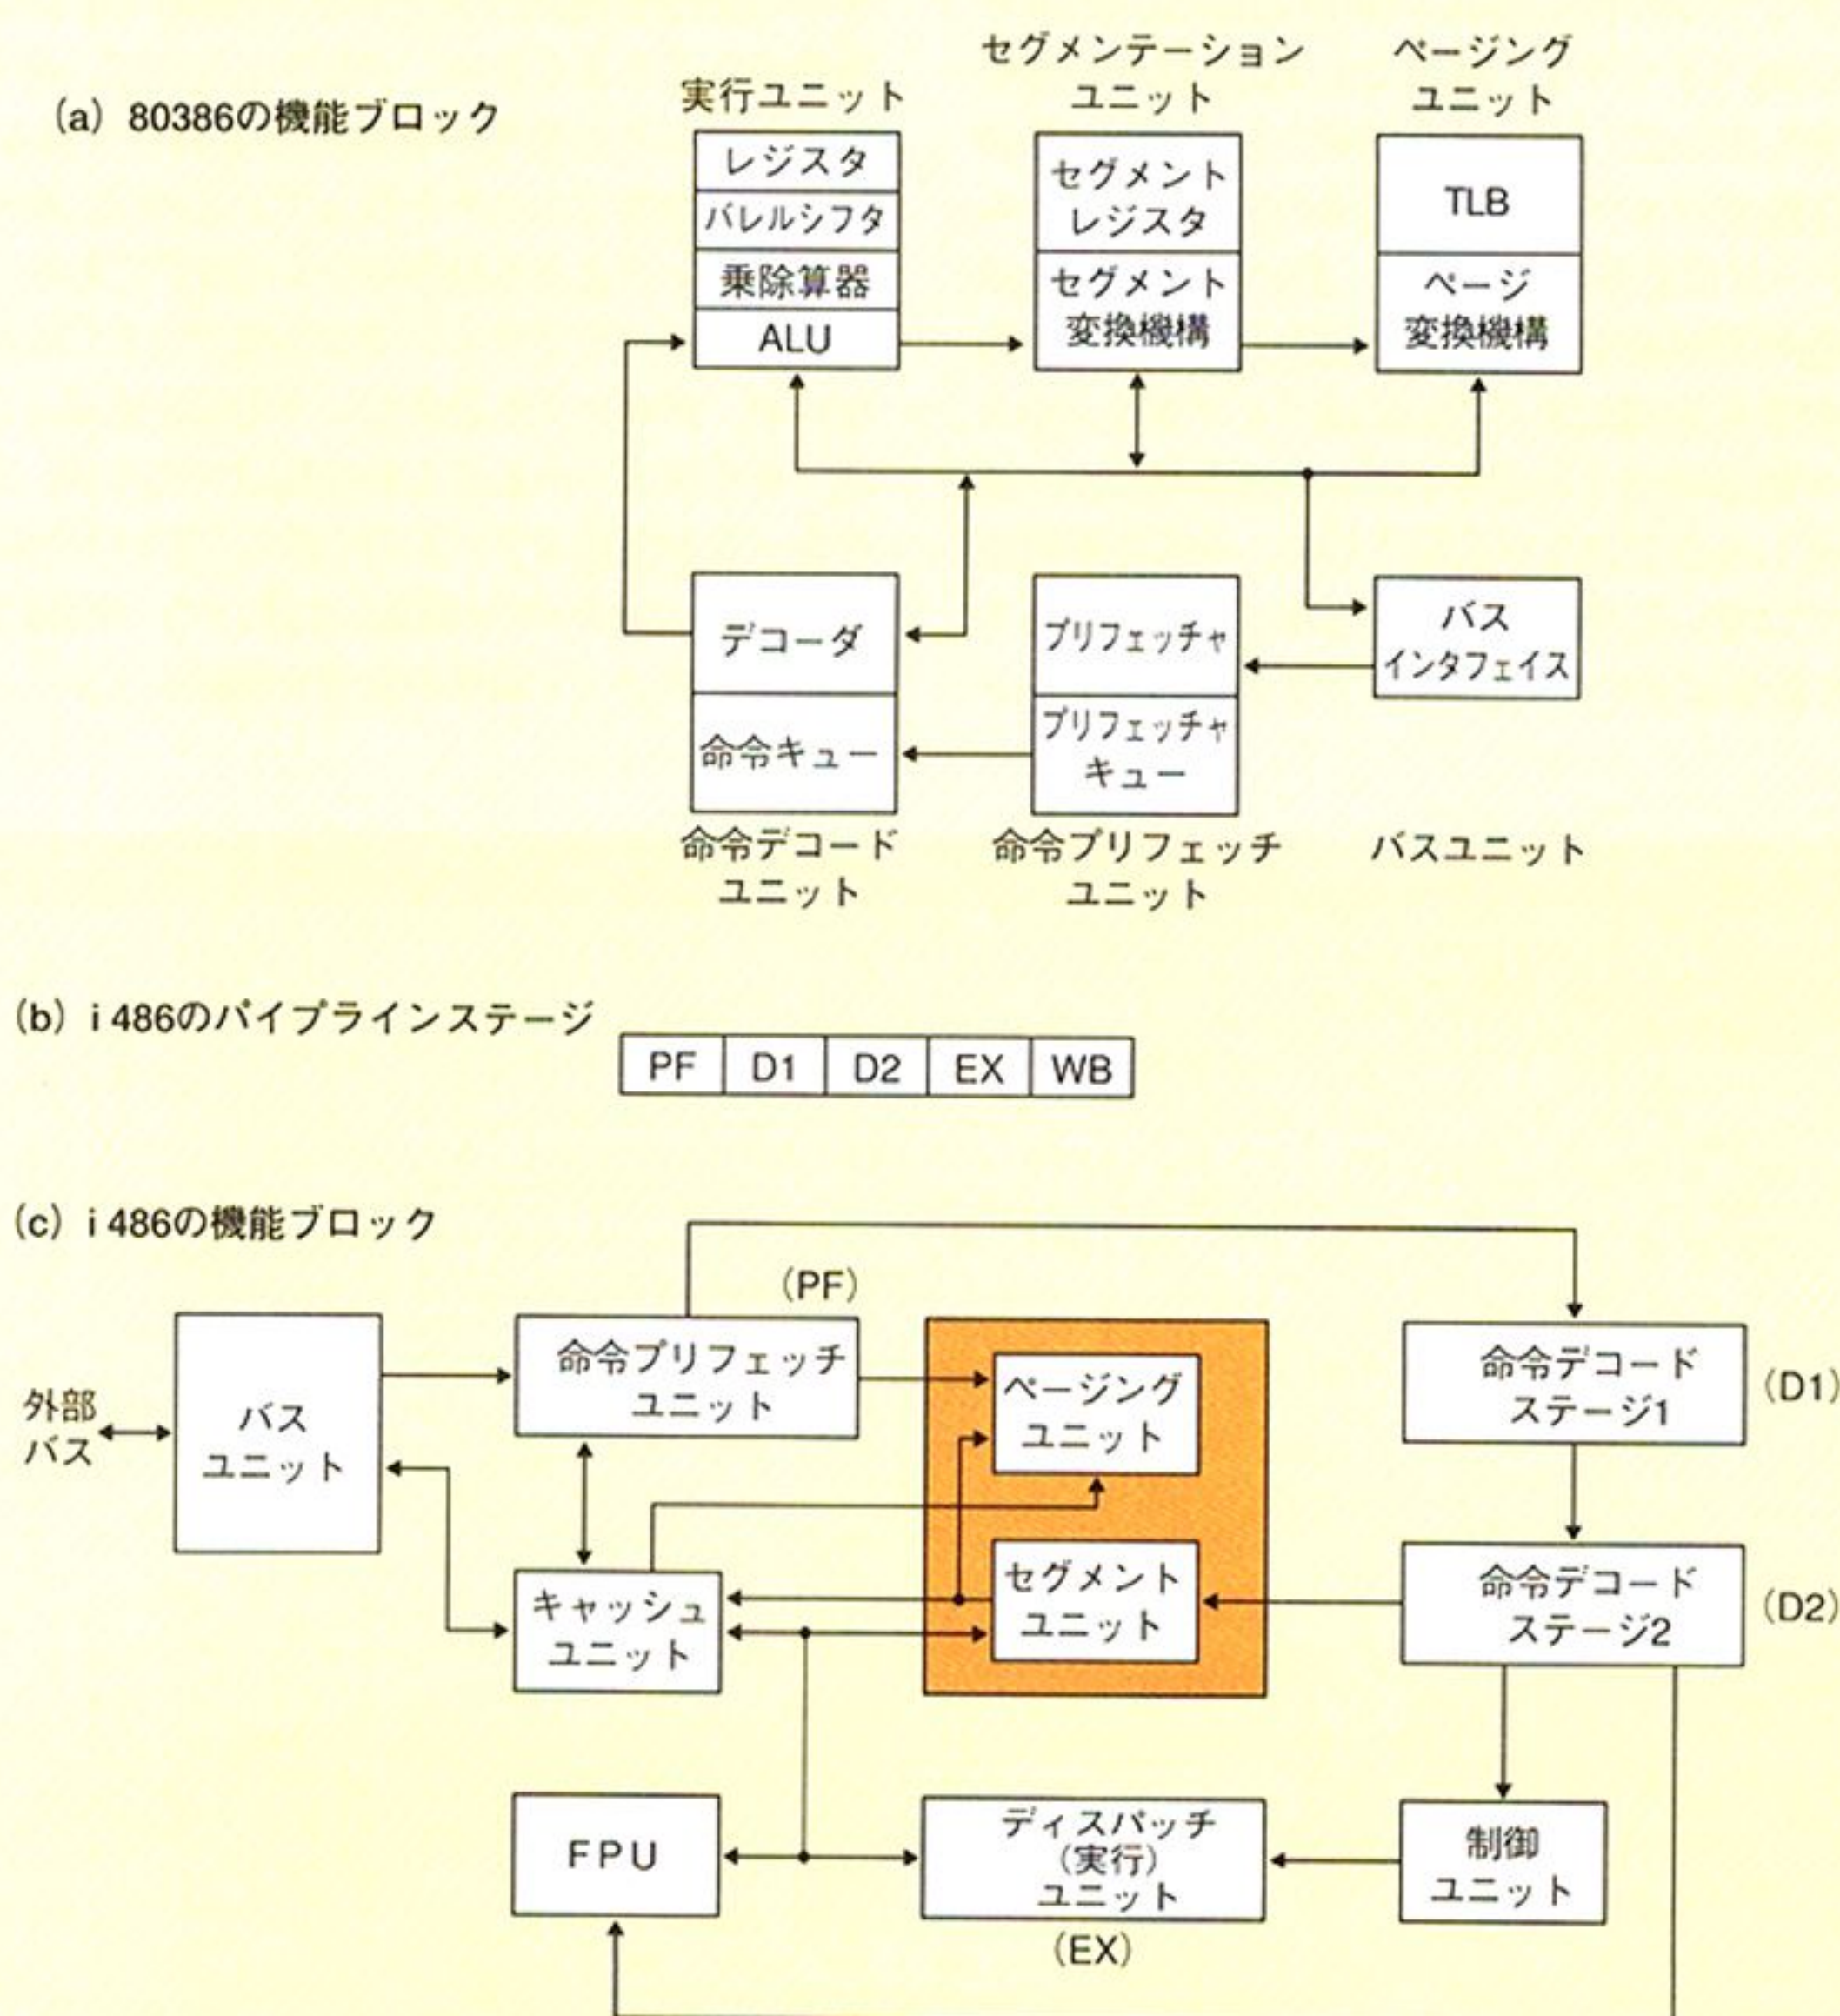 (a) 80386の機能ブロック
実行ユニット
セグメンテーション
ユニット
ページング
ユニット
レジスタ
バレルシフタ
乗除算器
ALU
セグメント
レジスタ
セグメント
変換機構
TLB
ページ
変換機構
デコーダ
命令キュー
プリフェッチャ
プリフェッチャ
キュー
バス
インタフェイス
命令デコード
ユニット
命令プリフェッチ
ユニット
バスユニット
(b) i486のパイプラインステージ
PF D1 D2 EX WB
(c) i486の機能ブロック
(PF)
外部
バス
バス
ユニット
命令プリフェッチ
ユニット
ページング
ユニット
命令デコード
ステージ1
(D1)
キャッシュ
ユニット
セグメント
ユニット
命令デコード
ステージ2
(D2)
FPU
ディスパッチ
(実行)
ユニット
(EX)
制御
ユニット